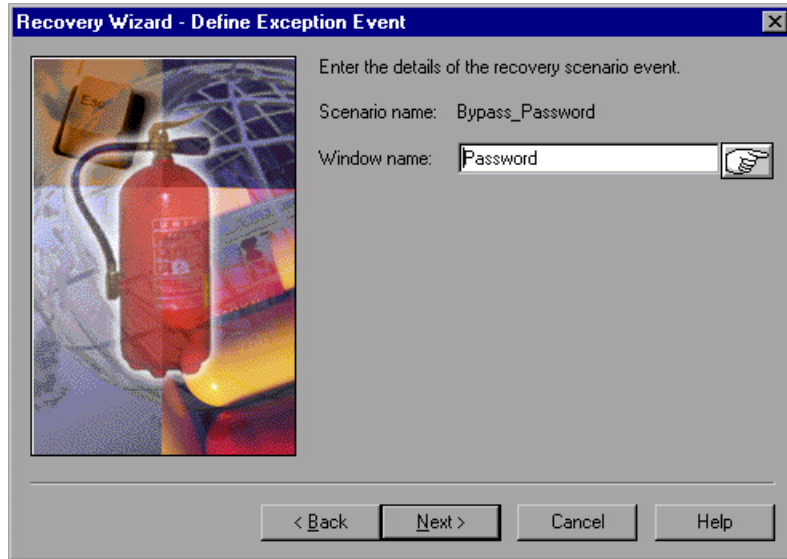 Recovery Wizard - Define Exception Event
Esc
Enter the details of the recovery scenario event.
Scenario name: Bypass_Password
Window name: Password
< Back Next > Cancel Help